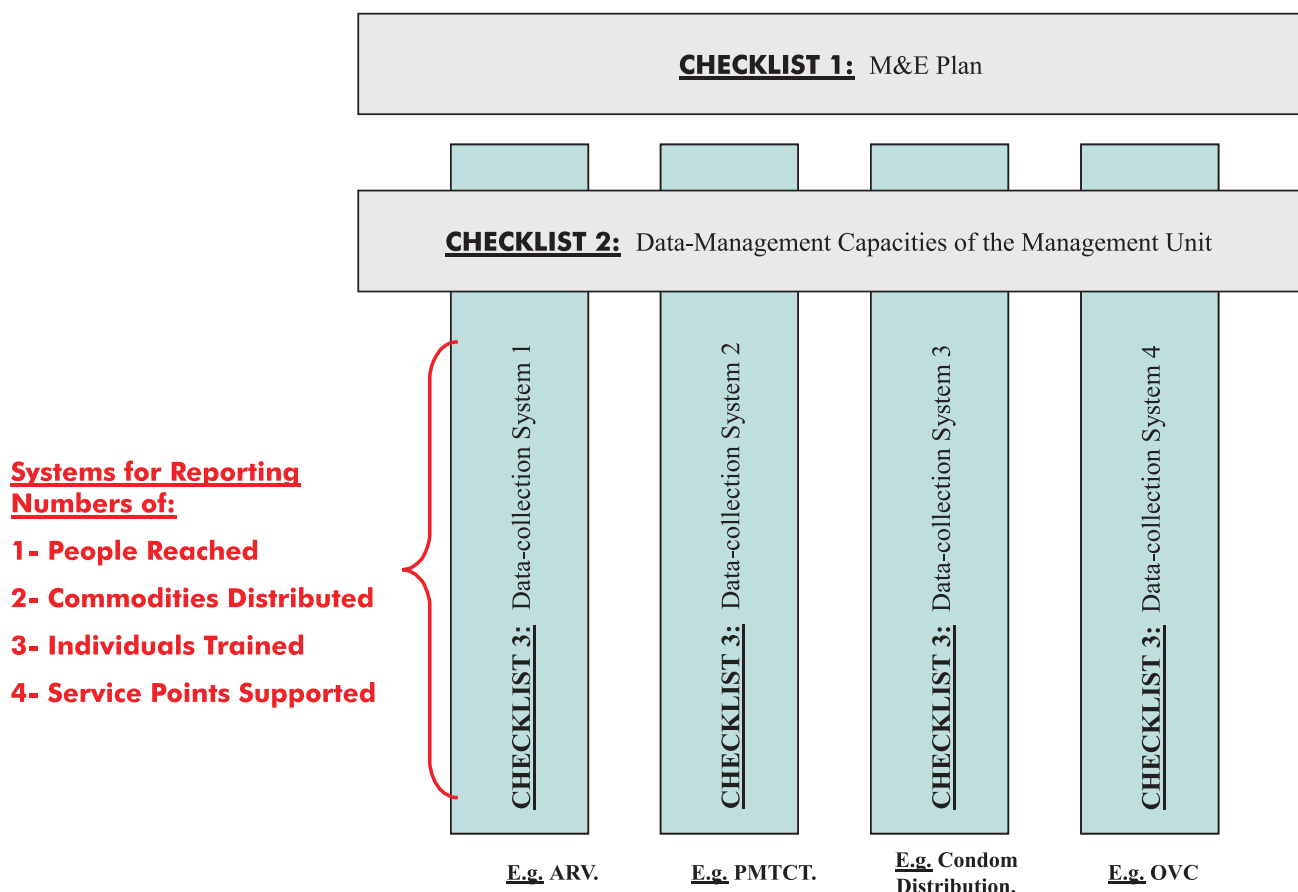 CHECKLIST 1: M&E Plan
CHECKLIST 2: Data-Management Capacities of the Management Unit
Systems for Reporting
Numbers of:
1- People Reached
2- Commodities Distributed
3- Individuals Trained
4- Service Points Supported
CHECKLIST 3: Data-collection System 1
CHECKLIST 3: Data-collection System 2
CHECKLIST 3: Data-collection System 3
CHECKLIST 3: Data-collection System 4
E.g. ARV.
E.g. PMTCT.
E.g. Condom
Distribution.
E.g. OVC